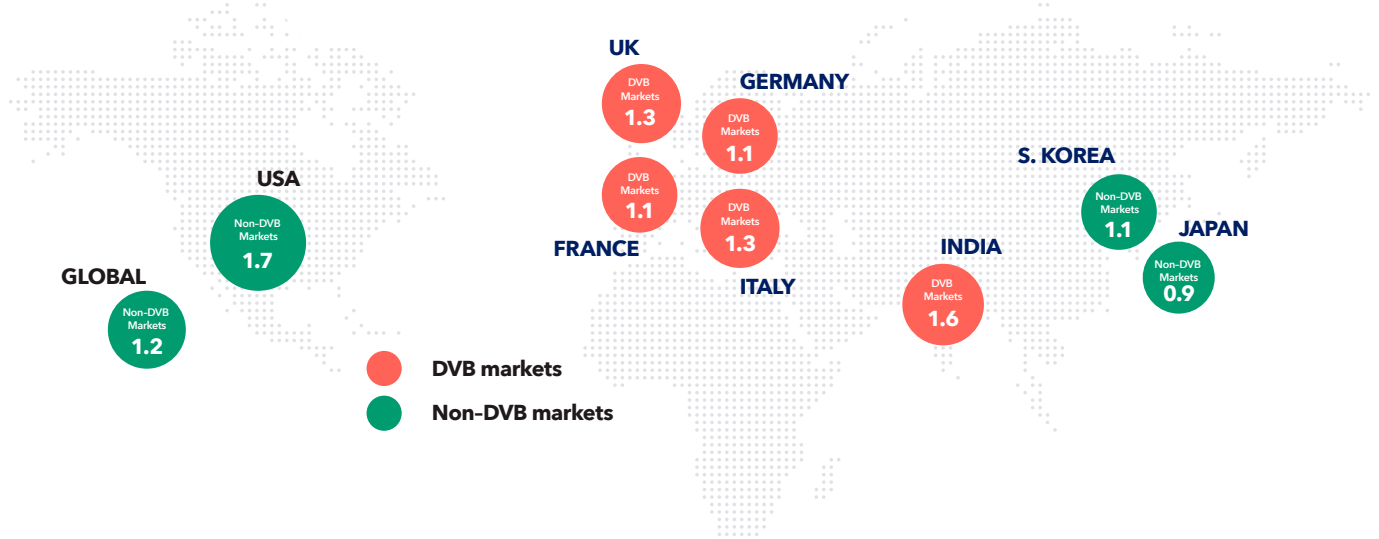 UK
DVB
Markets
1.3
GERMANY
DVB
Markets
1.1
S. KOREA
Non-DVB
Markets
1.1
USA
Non-DVB
Markets
1.7
DVB
Markets
1.1
FRANCE
DVB
Markets
1.3
ITALY
JAPAN
Non-DVB
Markets
0.9
INDIA
DVB
Markets
1.6
GLOBAL
Non-DVB
Markets
1.2
DVB markets
Non-DVB markets